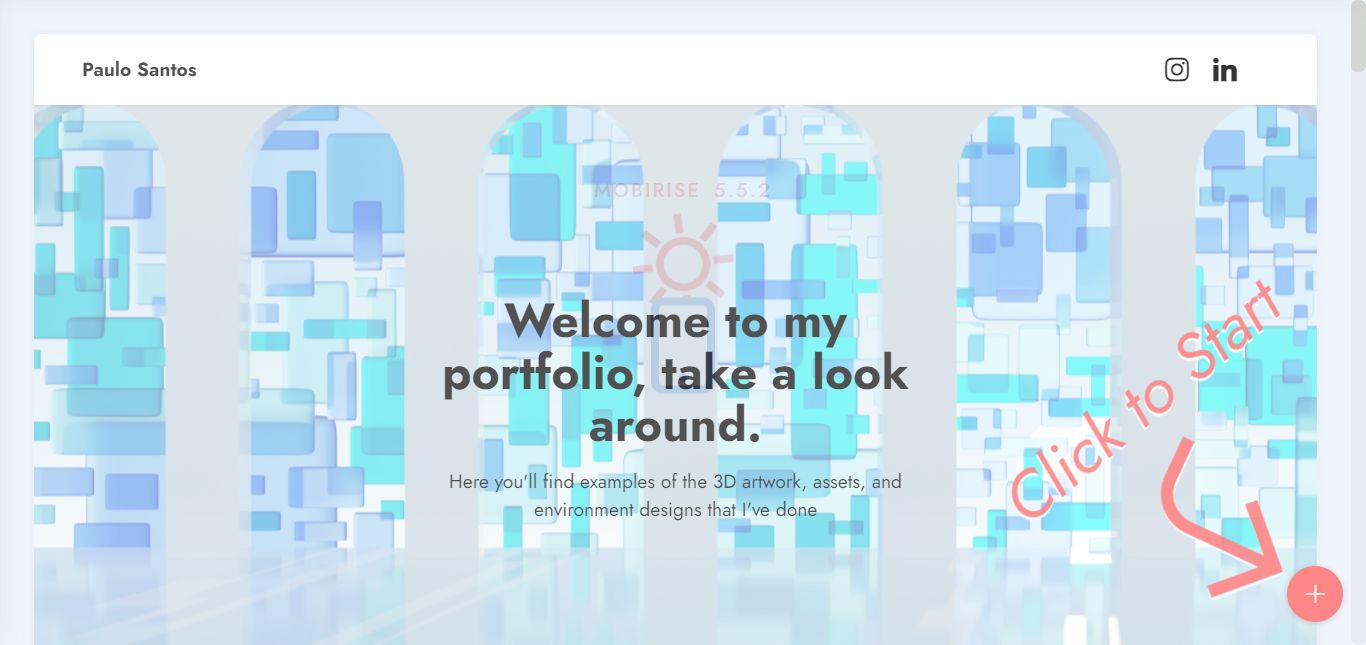 Paulo Santos
in
MOBIRISE 5.5.2
Welcome to my
portfolio, take a look
around.
Here you'll find examples of the 3D artwork, assets, and
environment designs that I've done
Click to Start
+